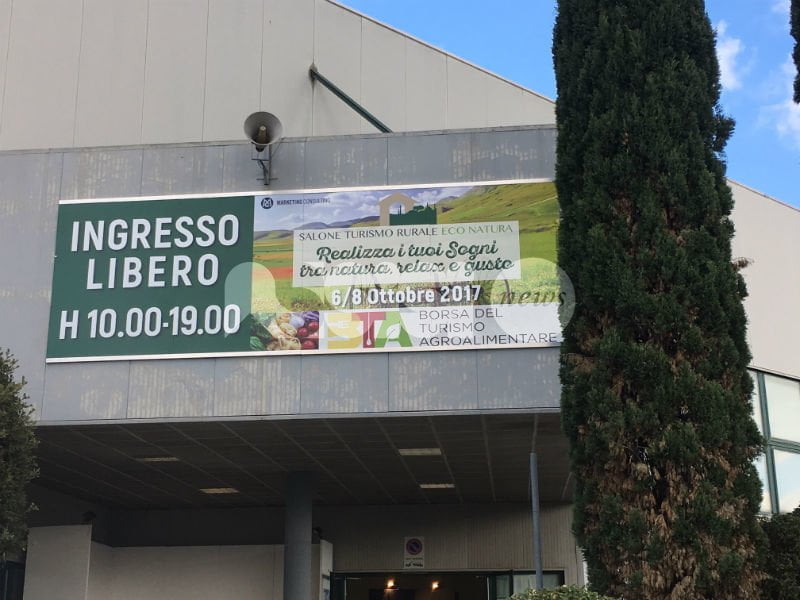 INGRESSO
LIBERO
H 10.00-19.00
MARKETING CONSULTING
SALONE TURISMO RURALE ECO NATURA
Realizza i tuoi Sogni
tra natura, relax e gusto
6/8 Ottobre 2017
BTA
BORSA DEL
TURISMO
AGROALIMENTARE
news